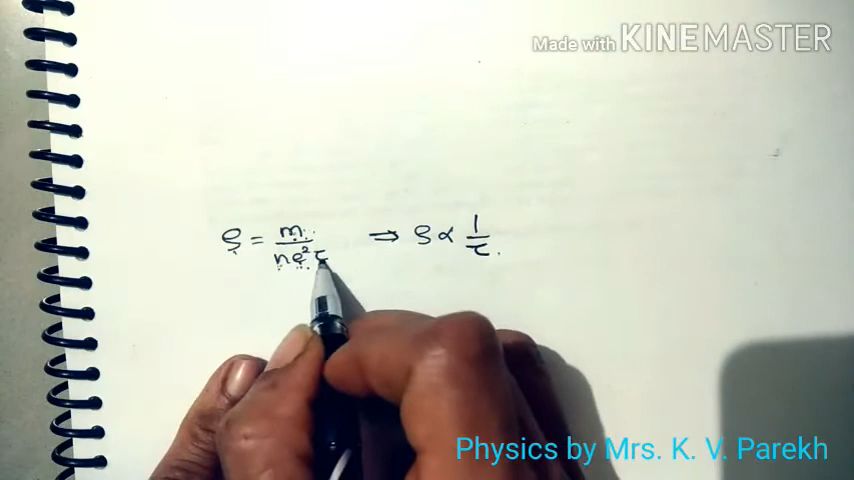 Made with KINEMASTER
ρ = m / ne²τ ⇒ ρ ∝ 1 / τ.
Physics by Mrs. K. V. Parekh